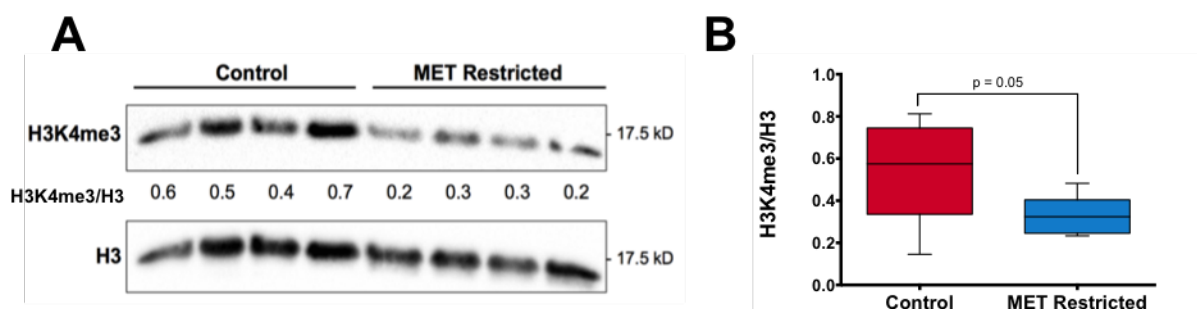 A
Control MET Restricted
H3K4me3 - 17.5 kD
H3K4me3/H3 0.6 0.5 0.4 0.7 0.2 0.3 0.3 0.2
H3 - 17.5 kD
B
p = 0.05
H3K4me3/H3
1.0
0.8
0.6
0.4
0.2
0.0
Control MET Restricted